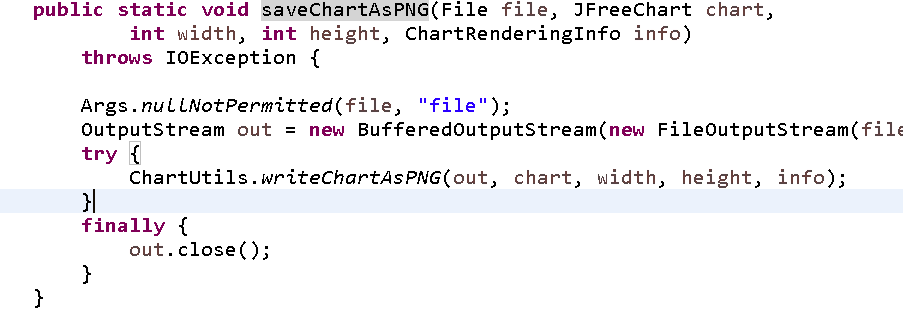 public static void saveChartAsPNG(File file, JFreeChart chart,
int width, int height, ChartRenderingInfo info)
throws IOException {
Args.nullNotPermitted(file, "file");
OutputStream out = new BufferedOutputStream(new FileOutputStream(file
try {
ChartUtils.writeChartAsPNG(out, chart, width, height, info);
}
finally {
out.close();
}
}